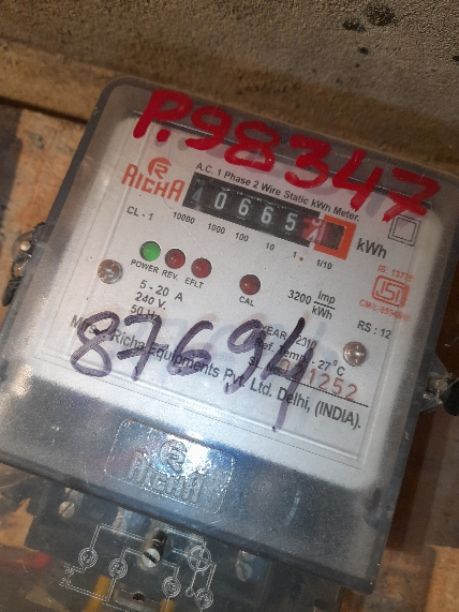 P.98347
RICHA
A.C. 1 Phase 2 Wire Static kWh Meter.
0665
kWh
CL - 1
10000 1000 100 10 1 1/10
POWER REV. EFLT
CAL
3200 Imp/kWh
5 - 20 A
240 V.
50 Hz
RS : 12
ISI
87694
Ref. Temp. - 27°C
M/s. Richa Equipments Pvt. Ltd. Delhi, (INDIA).
RICHA